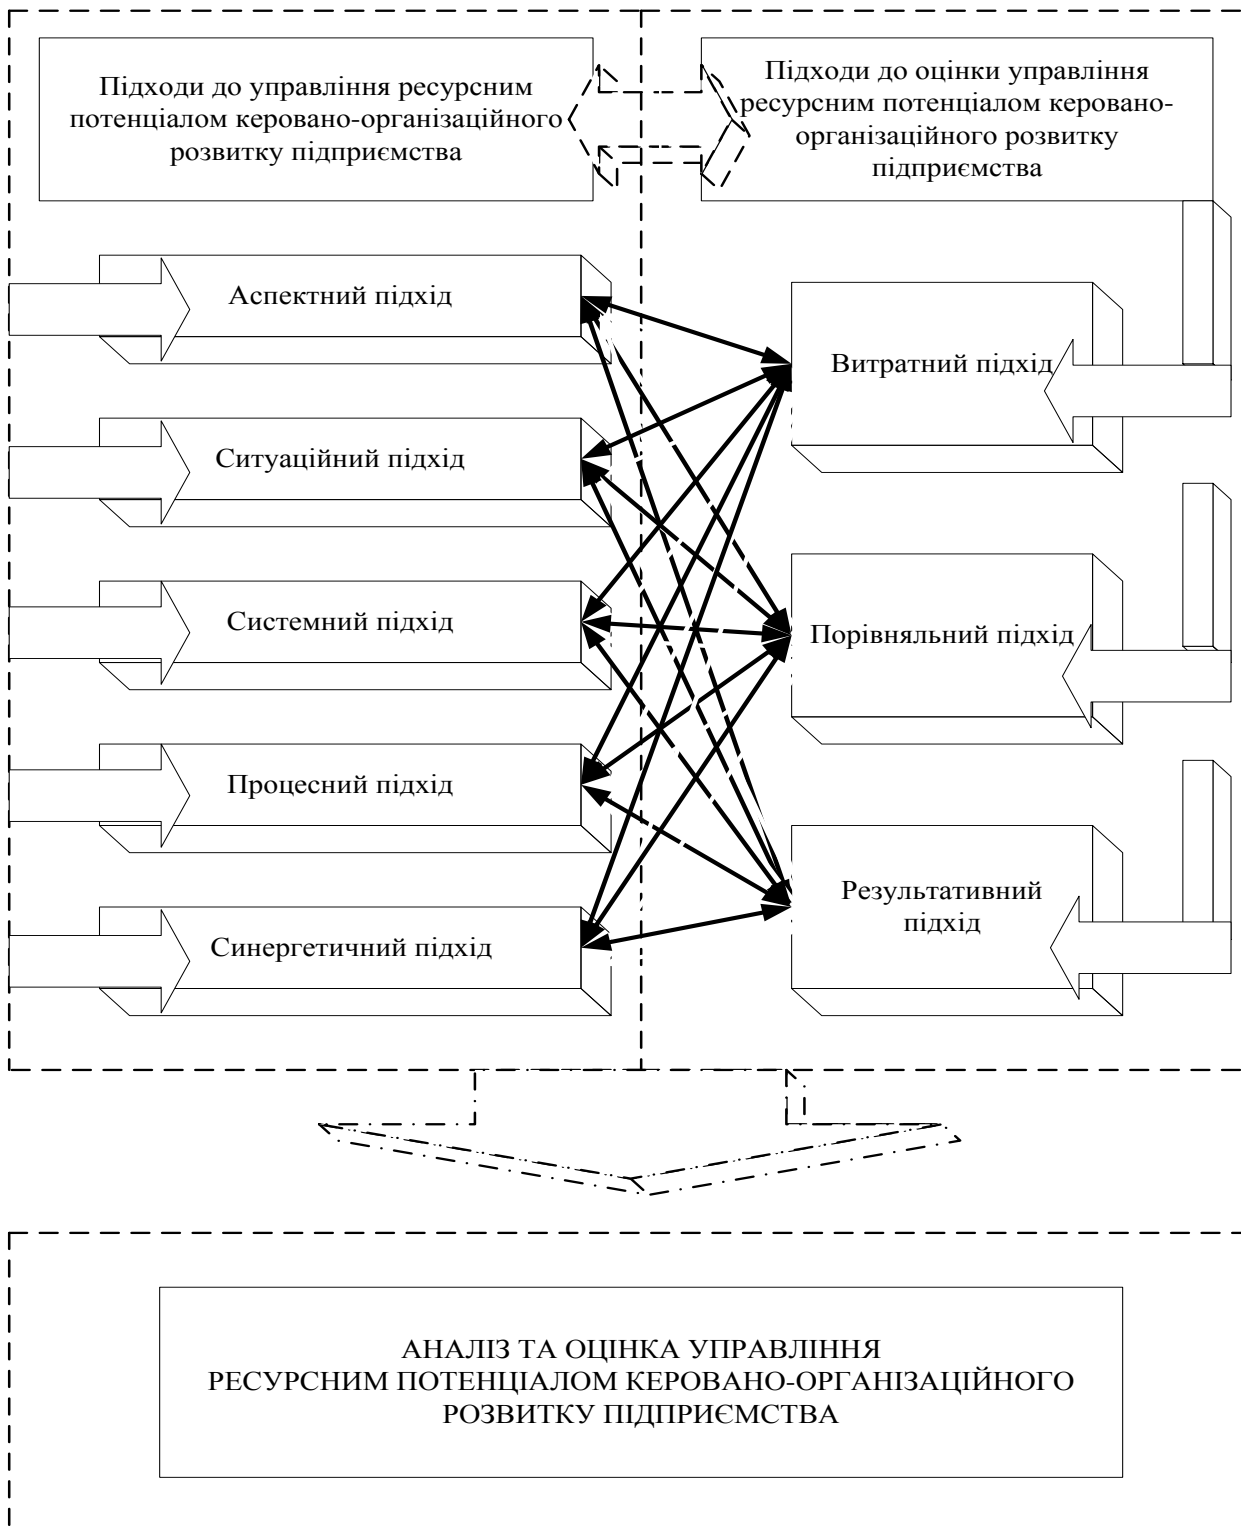 Підходи до управління ресурсним
потенціалом керовано-організаційного
розвитку підприємства
Підходи до оцінки управління
ресурсним потенціалом керовано-
організаційного розвитку
підприємства
Аспектний підхід
Ситуаційний підхід
Системний підхід
Процесний підхід
Синергетичний підхід
Витратний підхід
Порівняльний підхід
Результативний
підхід
АНАЛІЗ ТА ОЦІНКА УПРАВЛІННЯ
РЕСУРСНИМ ПОТЕНЦІАЛОМ КЕРОВАНО-ОРГАНІЗАЦІЙНОГО
РОЗВИТКУ ПІДПРИЄМСТВА